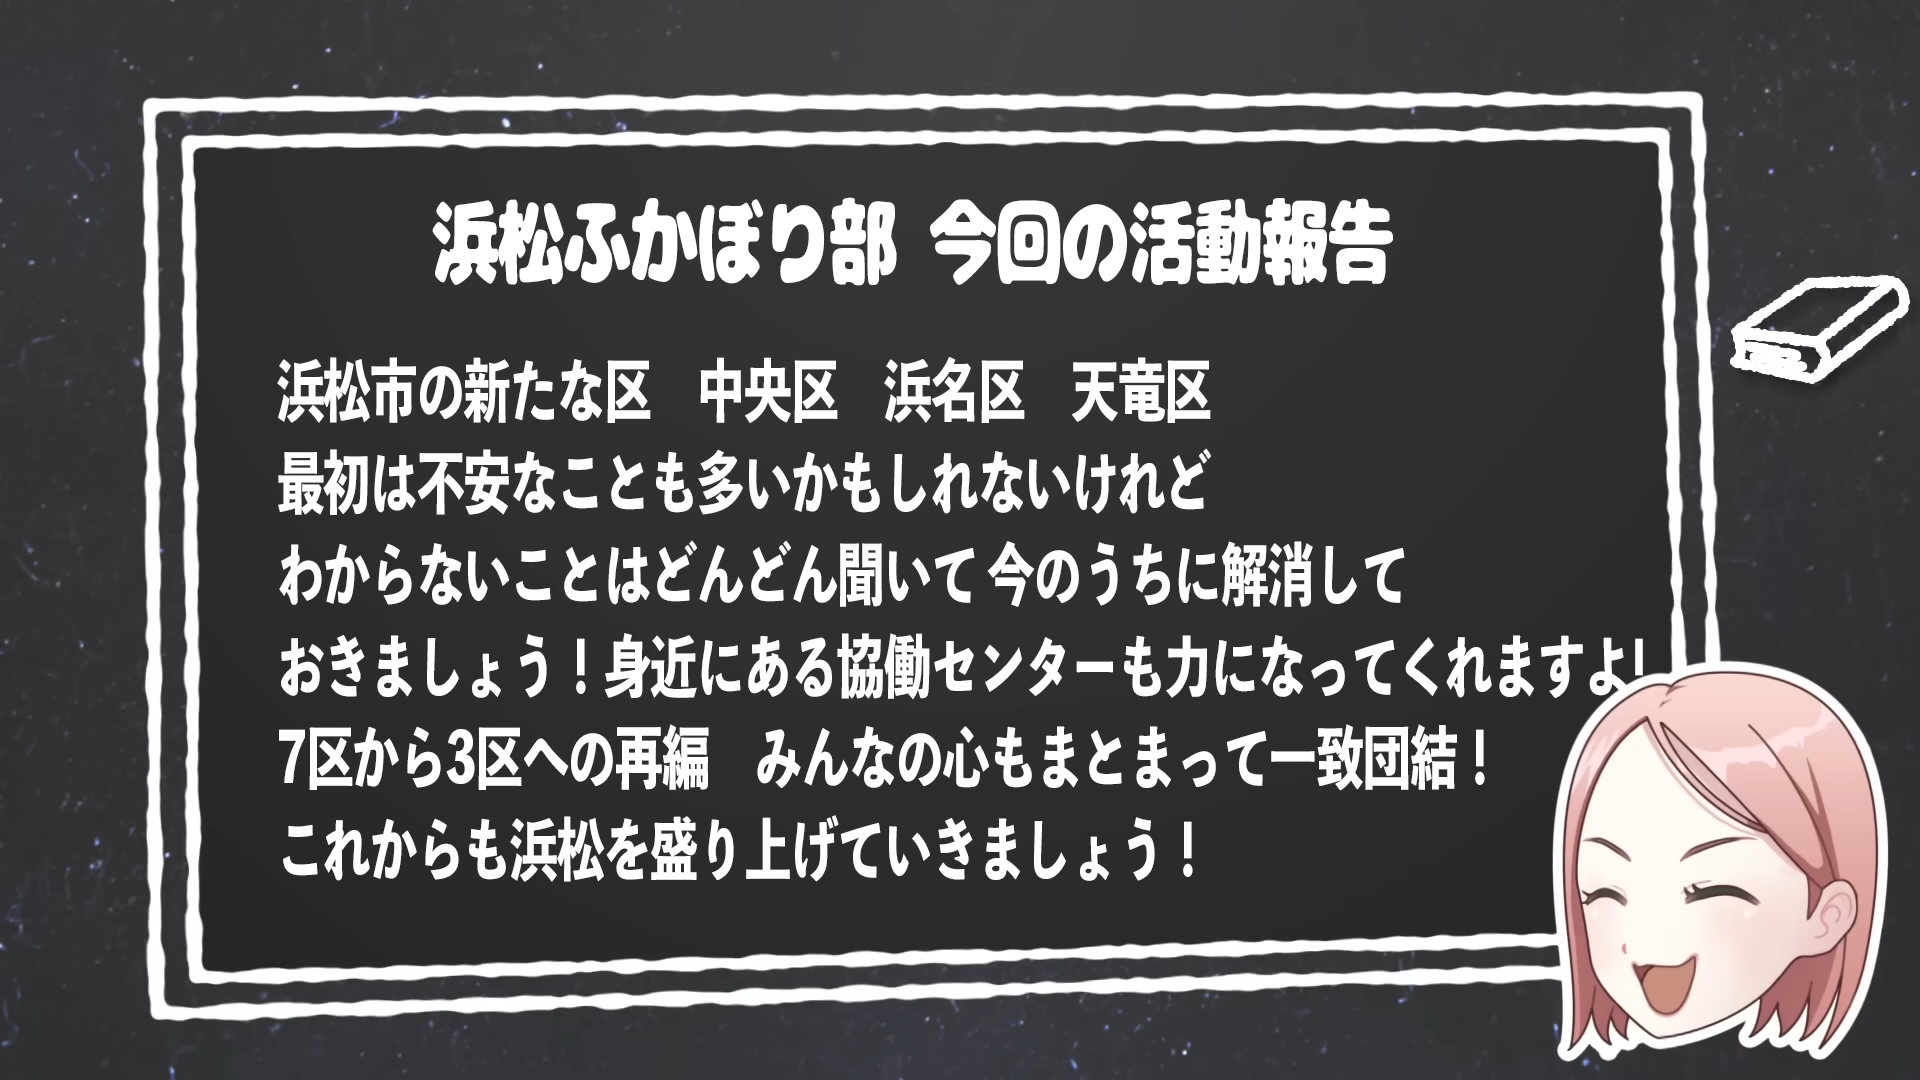 浜松ふかぼり部 今回の活動報告
浜松市の新たな区　中央区　浜名区　天竜区
最初は不安なことも多いかもしれないけれど
わからないことはどんどん聞いて 今のうちに解消して
おきましょう！身近にある協働センターも力になってくれますよ！
7区から3区への再編　みんなの心もまとまって一致団結！
これからも浜松を盛り上げていきましょう！